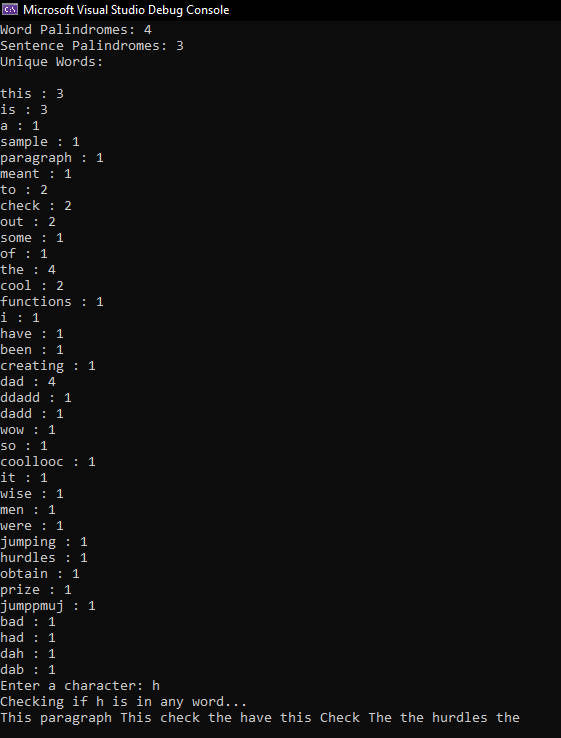 Microsoft Visual Studio Debug Console
Word Palindromes: 4
Sentence Palindromes: 3
Unique Words:
this : 3
is : 3
a : 1
sample : 1
paragraph : 1
meant : 1
to : 2
check : 2
out : 2
some : 1
of : 1
the : 4
cool : 2
functions : 1
i : 1
have : 1
been : 1
creating : 1
dad : 4
ddadd : 1
dadd : 1
wow : 1
so : 1
coollooc : 1
it : 1
wise : 1
men : 1
were : 1
jumping : 1
hurdles : 1
obtain : 1
prize : 1
jumppmuj : 1
bad : 1
had : 1
dah : 1
dab : 1
Enter a character: h
Checking if h is in any word...
This paragraph This check the have this Check The the hurdles the